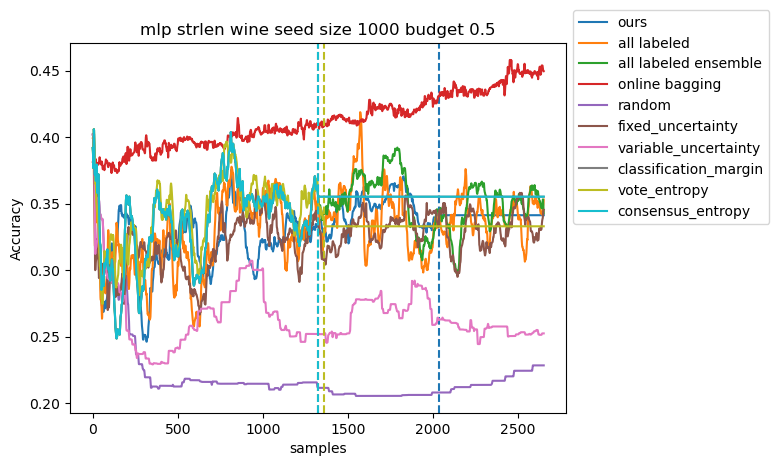 mlp strlen wine seed size 1000 budget 0.5
Accuracy
0.45
0.40
0.35
0.30
0.25
0.20
0
500
1000
1500
2000
2500
samples
ours
all labeled
all labeled ensemble
online bagging
random
fixed_uncertainty
variable_uncertainty
classification_margin
vote_entropy
consensus_entropy